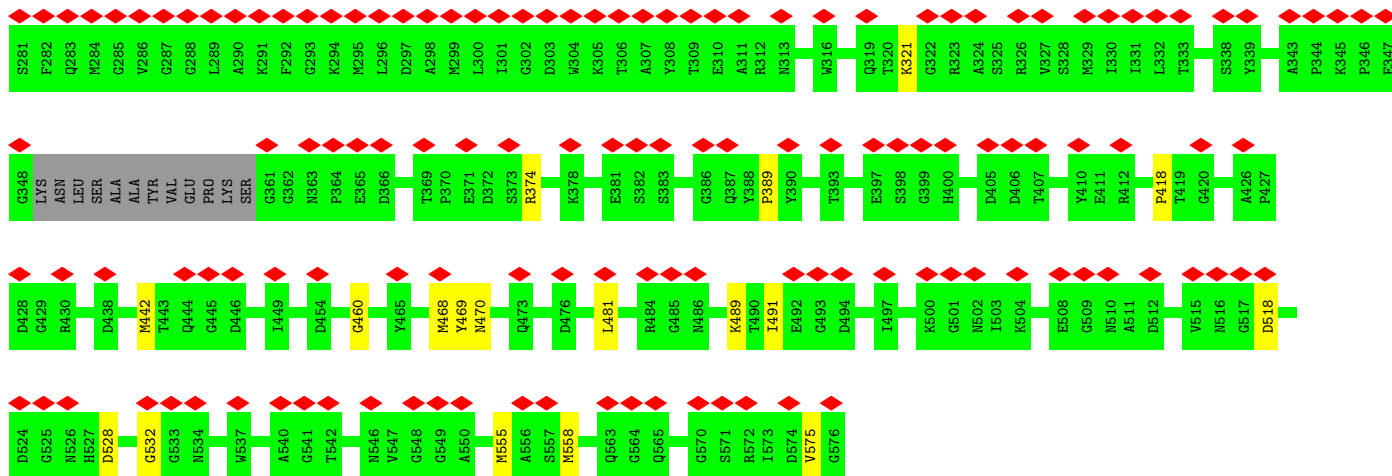 S281 F282 Q283 M284 G285 V286 G287 G288 L289 A290 K291 F292 G293 K294 M295 L296 D297 A298 M299 L300 I301 G302 D303 W304 K305 T306 A307 Y308 T309 E310 A311 R312 N313 W316 Q319 T320 K321 G322 R323 A324 S325 R326 V327 S328 M329 I330 I331 L332 T333 S338 Y339 A343 P344 K345 P346 E347
G348 LYS ASN LEU SER ALA ALA TYR VAL GLU PRO LYS SER G361 G362 N363 P364 E365 D366 T369 P370 E371 D372 S373 R374 K378 E381 S382 S383 G386 Q387 Y388 P389 Y390 T393 E397 S398 G399 H400 D405 D406 T407 Y410 E411 R412 P418 T419 G420 A426 P427
D428 G429 R430 D438 M442 T443 Q444 G445 D446 I449 D454 G460 Y465 M468 Y469 N470 Q473 D476 L481 R484 G485 N486 K489 T490 I491 E492 G493 D494 I497 K500 G501 N502 I503 K504 E508 G509 N510 A511 D512 V515 N516 G517 D518
D524 G525 N526 H527 D528 G532 G533 N534 W537 A540 G541 T542 N546 V547 G548 G549 A550 M555 A556 S557 M558 Q563 G564 Q565 G570 S571 R572 I573 D574 V575 G576